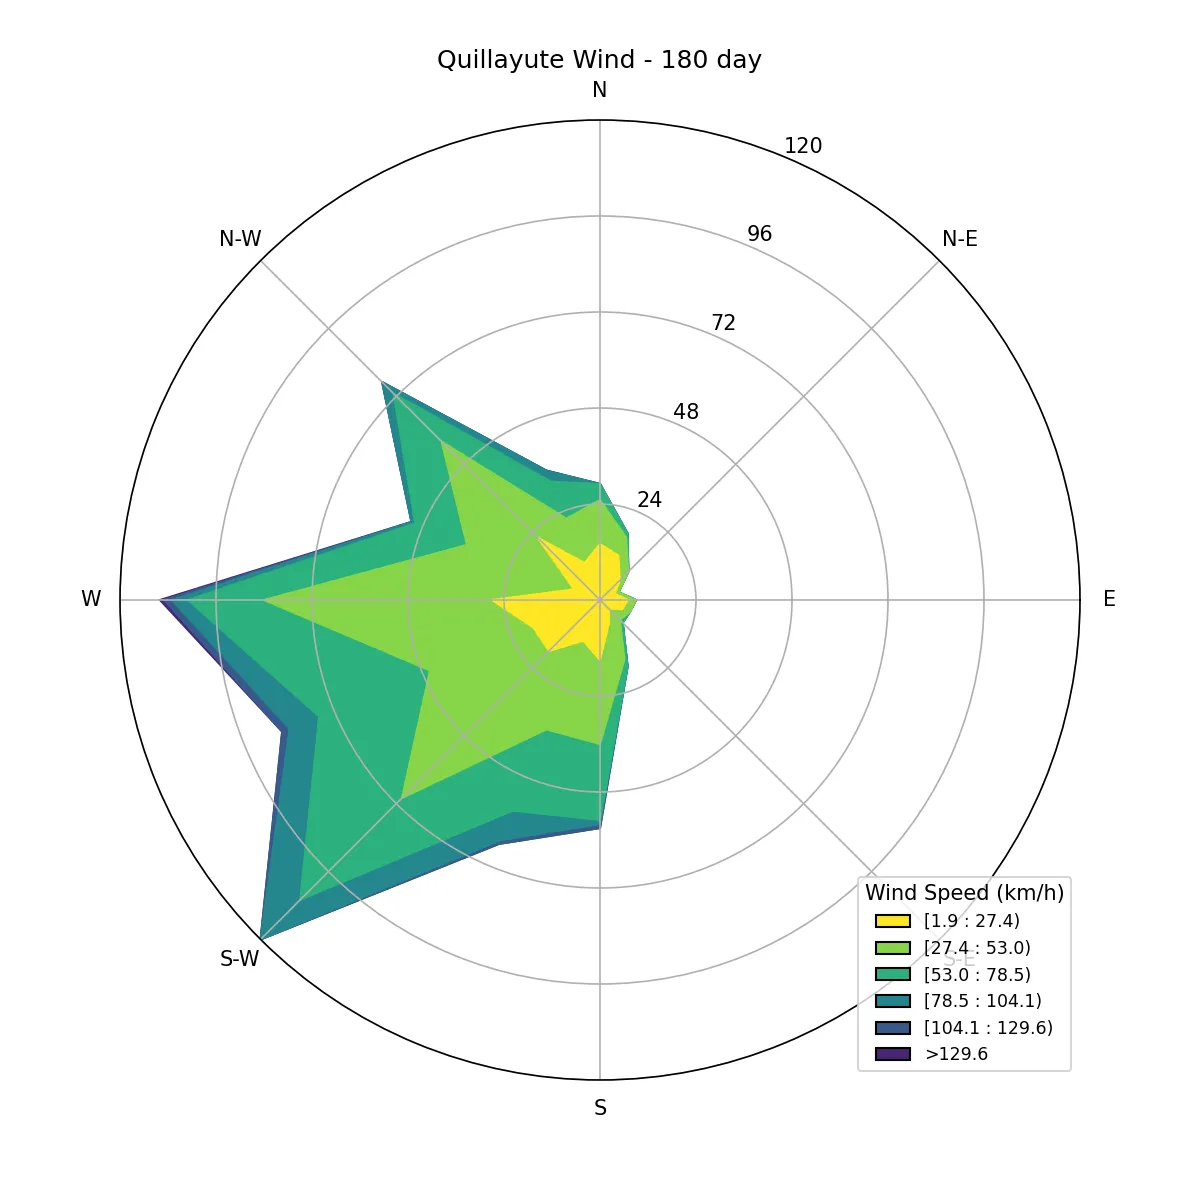 Quillayute Wind - 180 day
N
120
96
N-W
N-E
72
48
24
W
E
Wind Speed (km/h)
[1.9 : 27.4)
[27.4 : 53.0)
[53.0 : 78.5)
[78.5 : 104.1)
[104.1 : 129.6)
>129.6
S-W
S-E
S